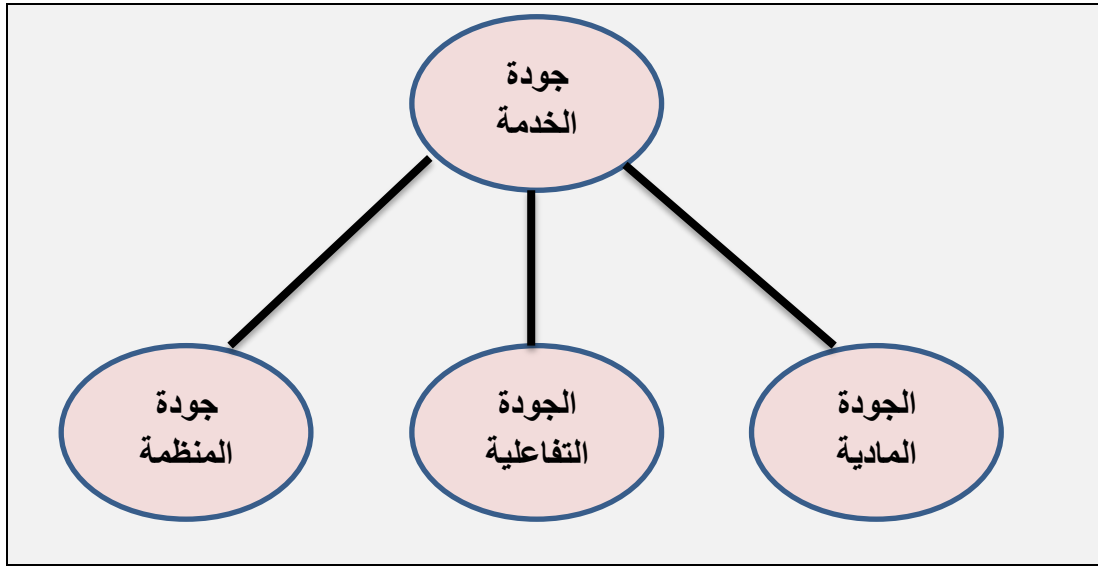 جودة
الخدمة
الجودة
المادية
الجودة
التفاعلية
جودة
المنظمة